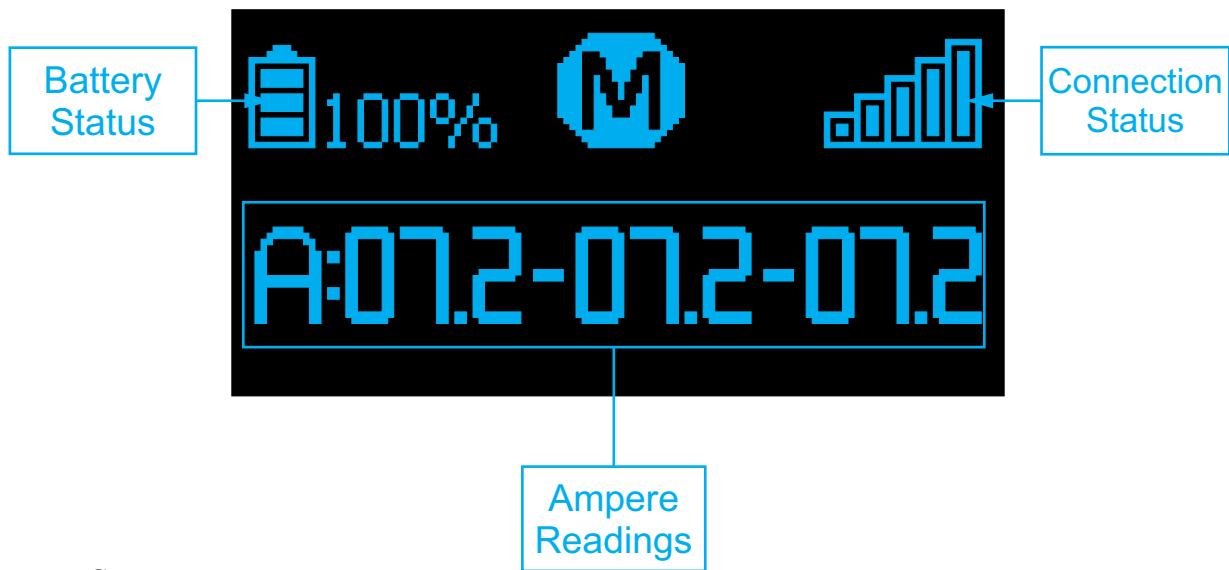 Battery
Status
100%
M
Connection
Status
A:07.2-07.2-07.2
Ampere
Readings